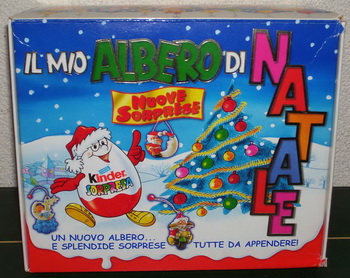 IL MIO ALBERO DI NATALE
NUOVE
SORPRESE
Kinder
SORPRESA
UN NUOVO ALBERO...
E SPLENDIDE SORPRESE TUTTE DA APPENDERE!